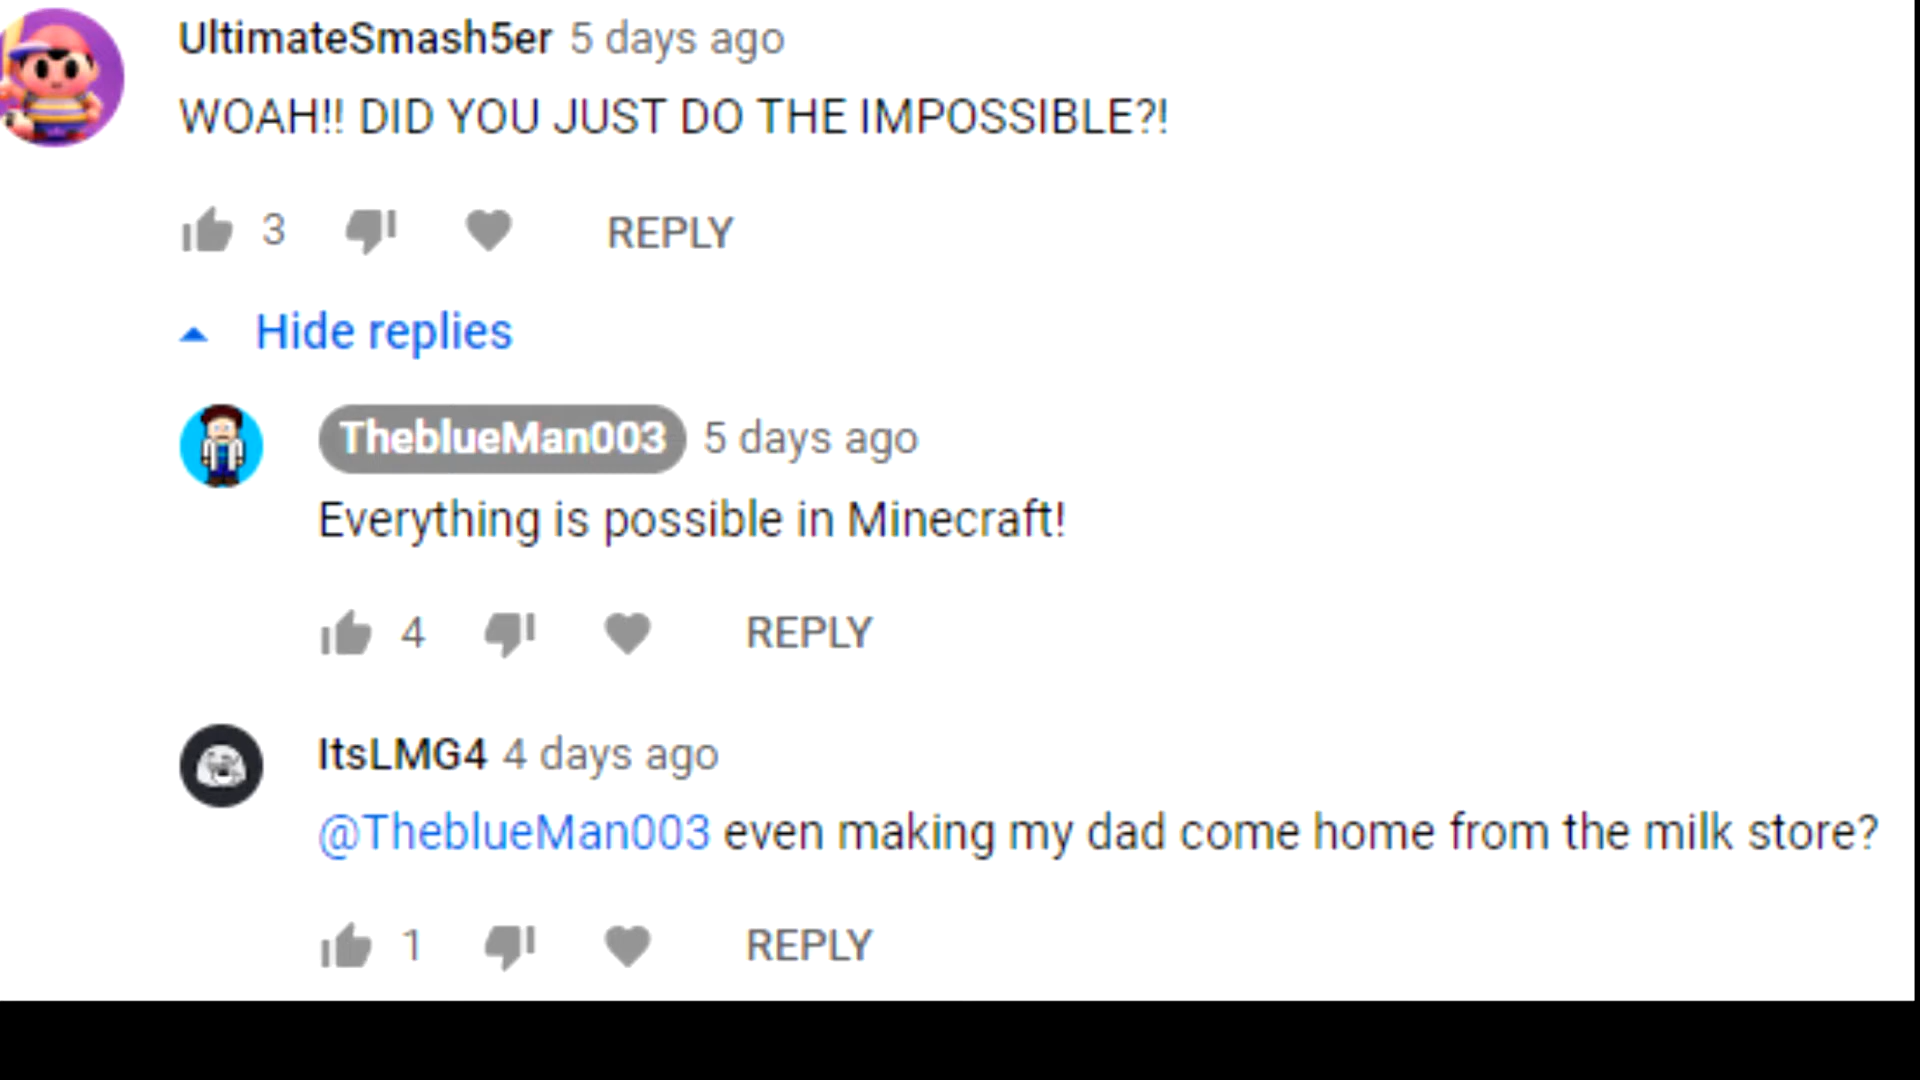 UltimateSmash5er 5 days ago
WOAH!! DID YOU JUST DO THE IMPOSSIBLE?!
3 REPLY
Hide replies
TheblueMan003 5 days ago
Everything is possible in Minecraft!
4 REPLY
ItsLMG4 4 days ago
@TheblueMan003 even making my dad come home from the milk store?
1 REPLY